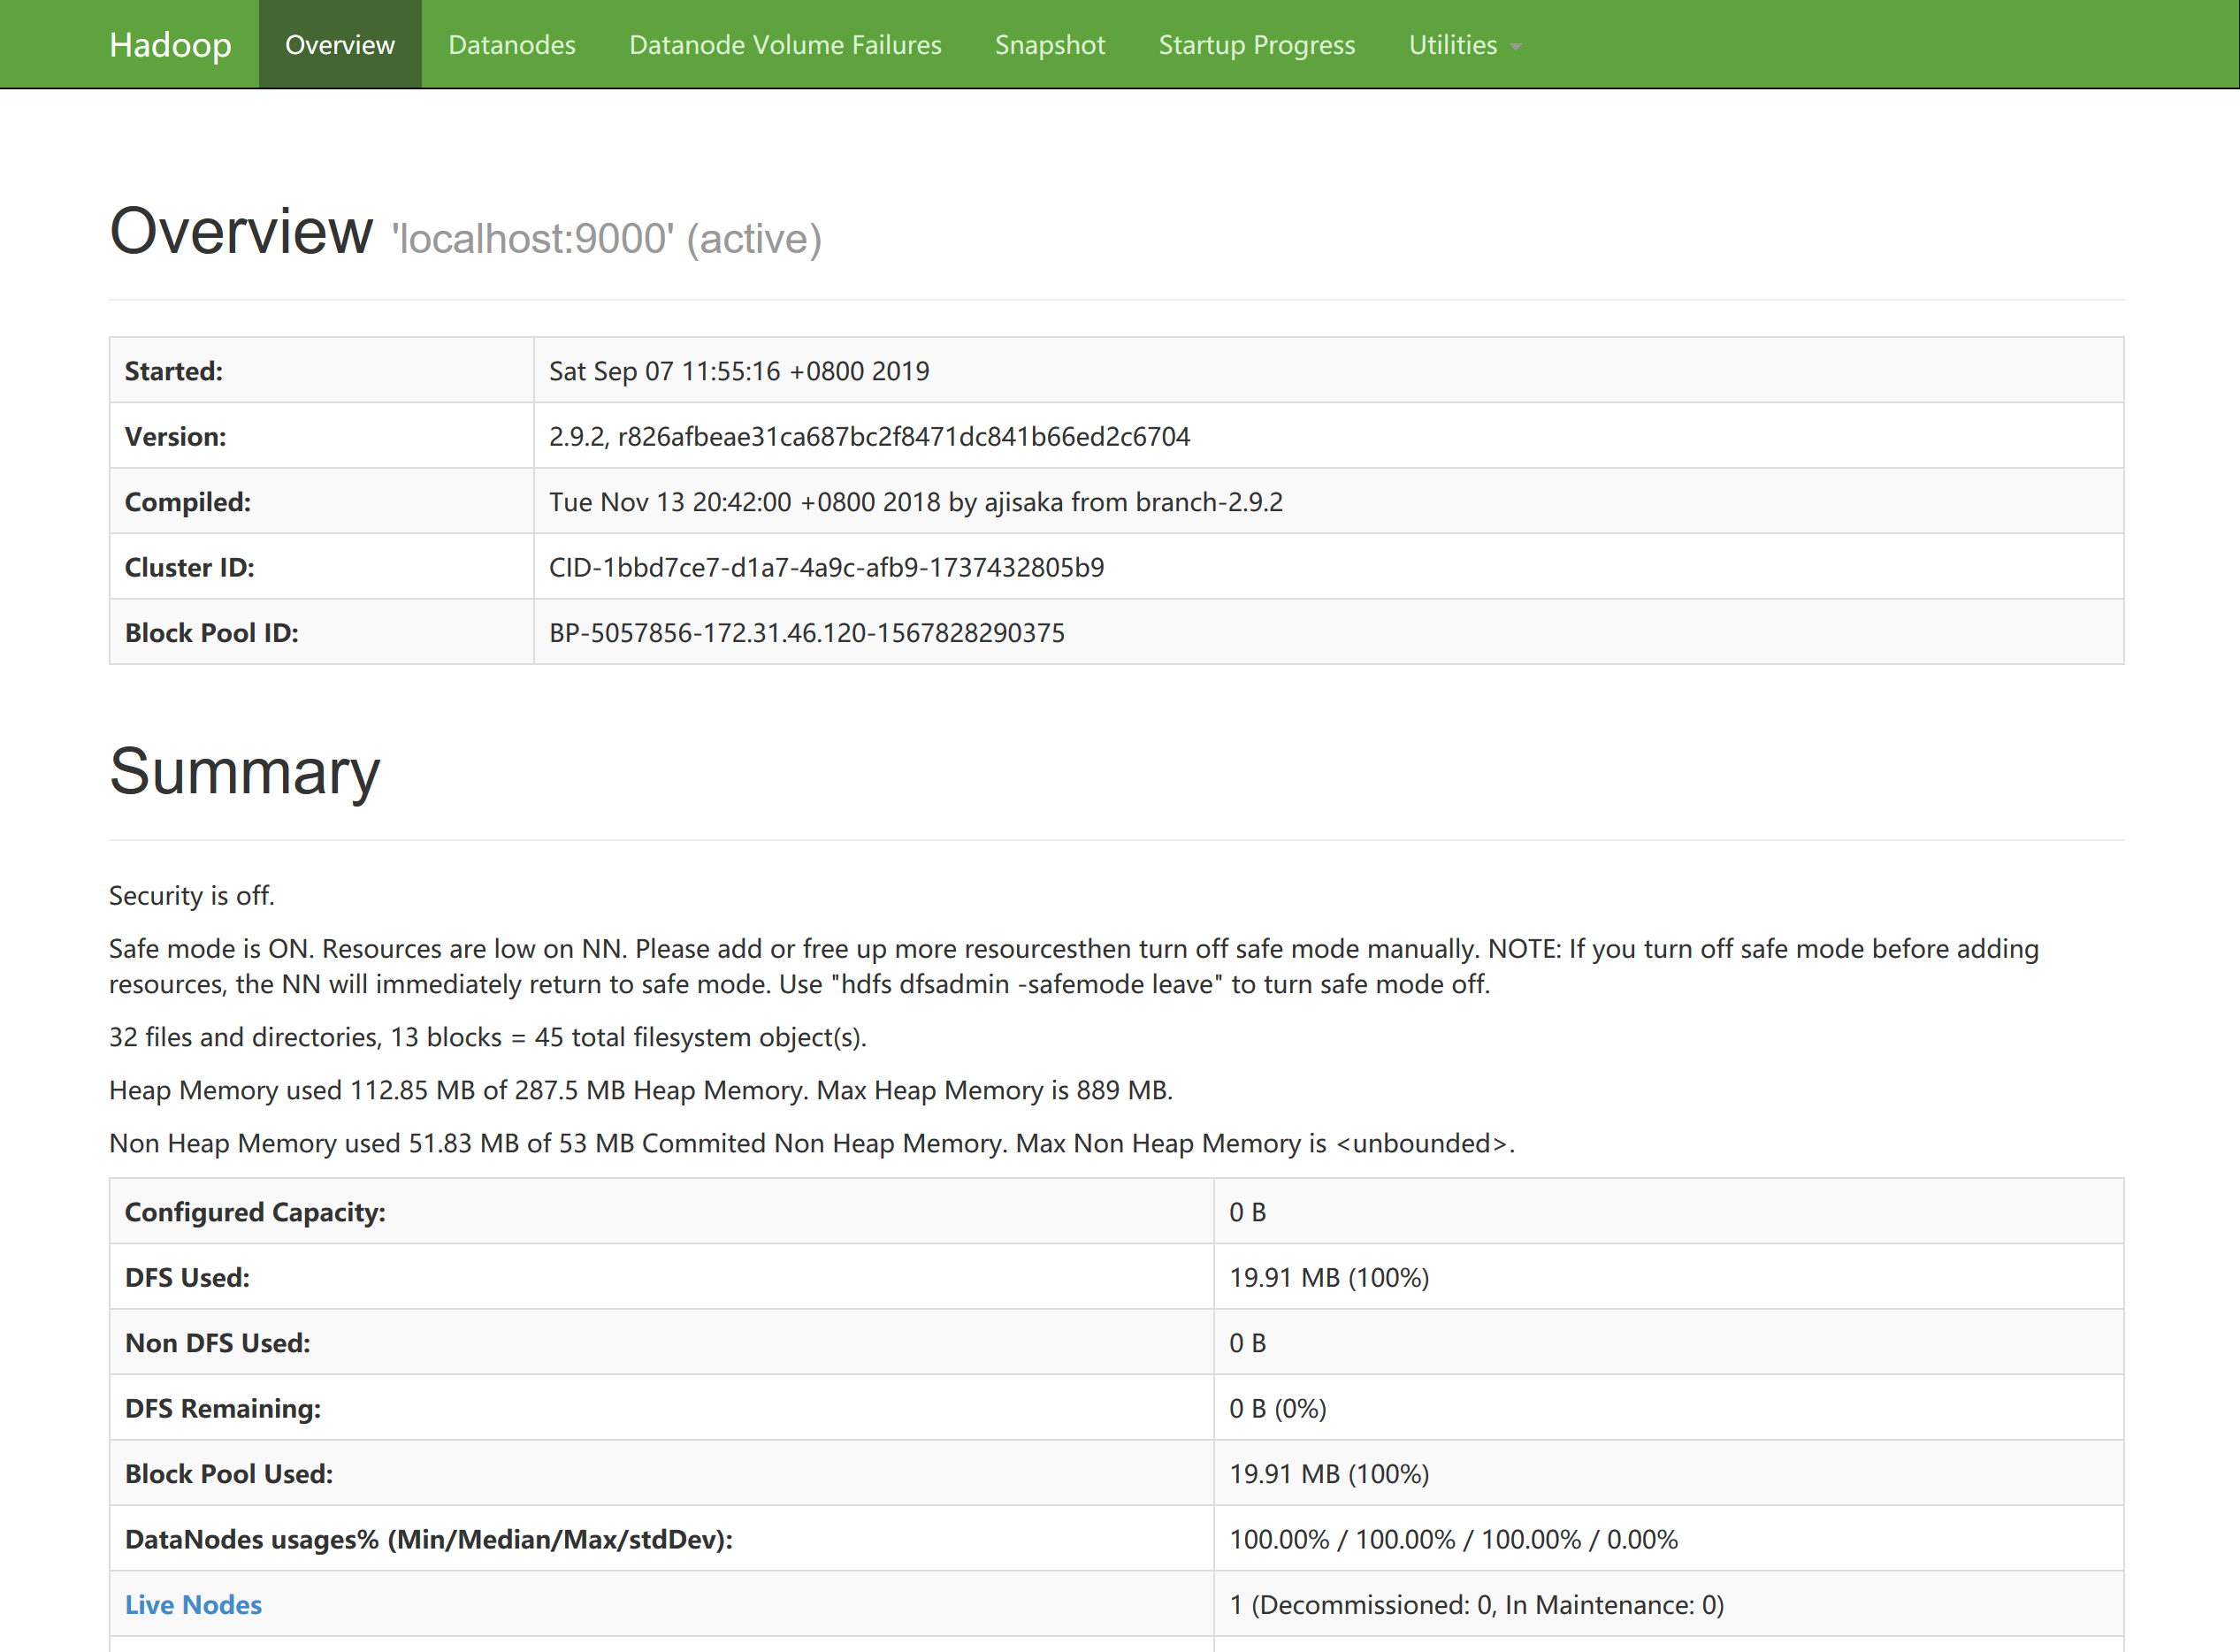 Hadoop Overview Datanodes Datanode Volume Failures Snapshot Startup Progress Utilities
Overview 'localhost:9000' (active)
Started: Sat Sep 07 11:55:16 +0800 2019
Version: 2.9.2, r826afbeae31ca687bc2f8471dc841b66ed2c6704
Compiled: Tue Nov 13 20:42:00 +0800 2018 by ajisaka from branch-2.9.2
Cluster ID: CID-1bbd7ce7-d1a7-4a9c-afb9-1737432805b9
Block Pool ID: BP-5057856-172.31.46.120-1567828290375
Summary
Security is off.
Safe mode is ON. Resources are low on NN. Please add or free up more resourcesthen turn off safe mode manually. NOTE: If you turn off safe mode before adding
resources, the NN will immediately return to safe mode. Use "hdfs dfsadmin -safemode leave" to turn safe mode off.
32 files and directories, 13 blocks = 45 total filesystem object(s).
Heap Memory used 112.85 MB of 287.5 MB Heap Memory. Max Heap Memory is 889 MB.
Non Heap Memory used 51.83 MB of 53 MB Commited Non Heap Memory. Max Non Heap Memory is <unbounded>.
Configured Capacity: 0 B
DFS Used: 19.91 MB (100%)
Non DFS Used: 0 B
DFS Remaining: 0 B (0%)
Block Pool Used: 19.91 MB (100%)
DataNodes usages% (Min/Median/Max/stdDev): 100.00% / 100.00% / 100.00% / 0.00%
Live Nodes 1 (Decommissioned: 0, In Maintenance: 0)